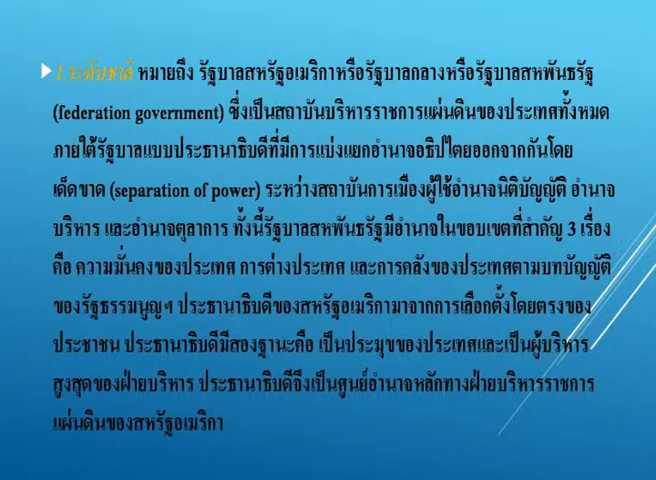 1.ระดับชาติ หมายถึง รัฐบาลสหรัฐอเมริกาหรือรัฐบาลกลางหรือรัฐบาลสหพันธรัฐ
(federation government) ซึ่งเป็นสถาบันบริหารราชการแผ่นดินของประเทศทั้งหมด
ภายใต้รัฐบาลแบบประธานาธิบดีที่มีการแบ่งแยกอำนาจอธิปไตยออกจากกันโดย
เด็ดขาด (separation of power) ระหว่างสถาบันการเมืองผู้ใช้อำนาจนิติบัญญัติ อำนาจ
บริหาร และอำนาจตุลาการ ทั้งนี้รัฐบาลสหพันธรัฐมีอำนาจในขอบเขตที่สำคัญ 3 เรื่อง
คือ ความมั่นคงของประเทศ การต่างประเทศ และการคลังของประเทศตามบทบัญญัติ
ของรัฐธรรมนูญฯ ประธานาธิบดีของสหรัฐอเมริกามาจากการเลือกตั้งโดยตรงของ
ประชาชน ประธานาธิบดีมีสองฐานะคือ เป็นประมุขของประเทศและเป็นผู้บริหาร
สูงสุดของฝ่ายบริหาร ประธานาธิบดีจึงเป็นศูนย์อำนาจหลักทางฝ่ายบริหารราชการ
แผ่นดินของสหรัฐอเมริกา